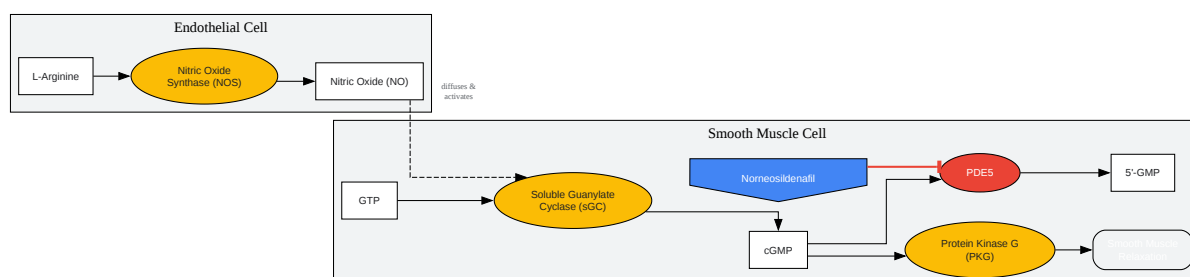 Endothelial Cell
L-Arginine
Nitric Oxide
Synthase (NOS)
Nitric Oxide (NO)
diffuses &
activates
Smooth Muscle Cell
Norneosildenafil
PDE5
5'-GMP
GTP
Soluble Guanylate
Cyclase (sGC)
cGMP
Protein Kinase G
(PKG)
Smooth Muscle
Relaxation